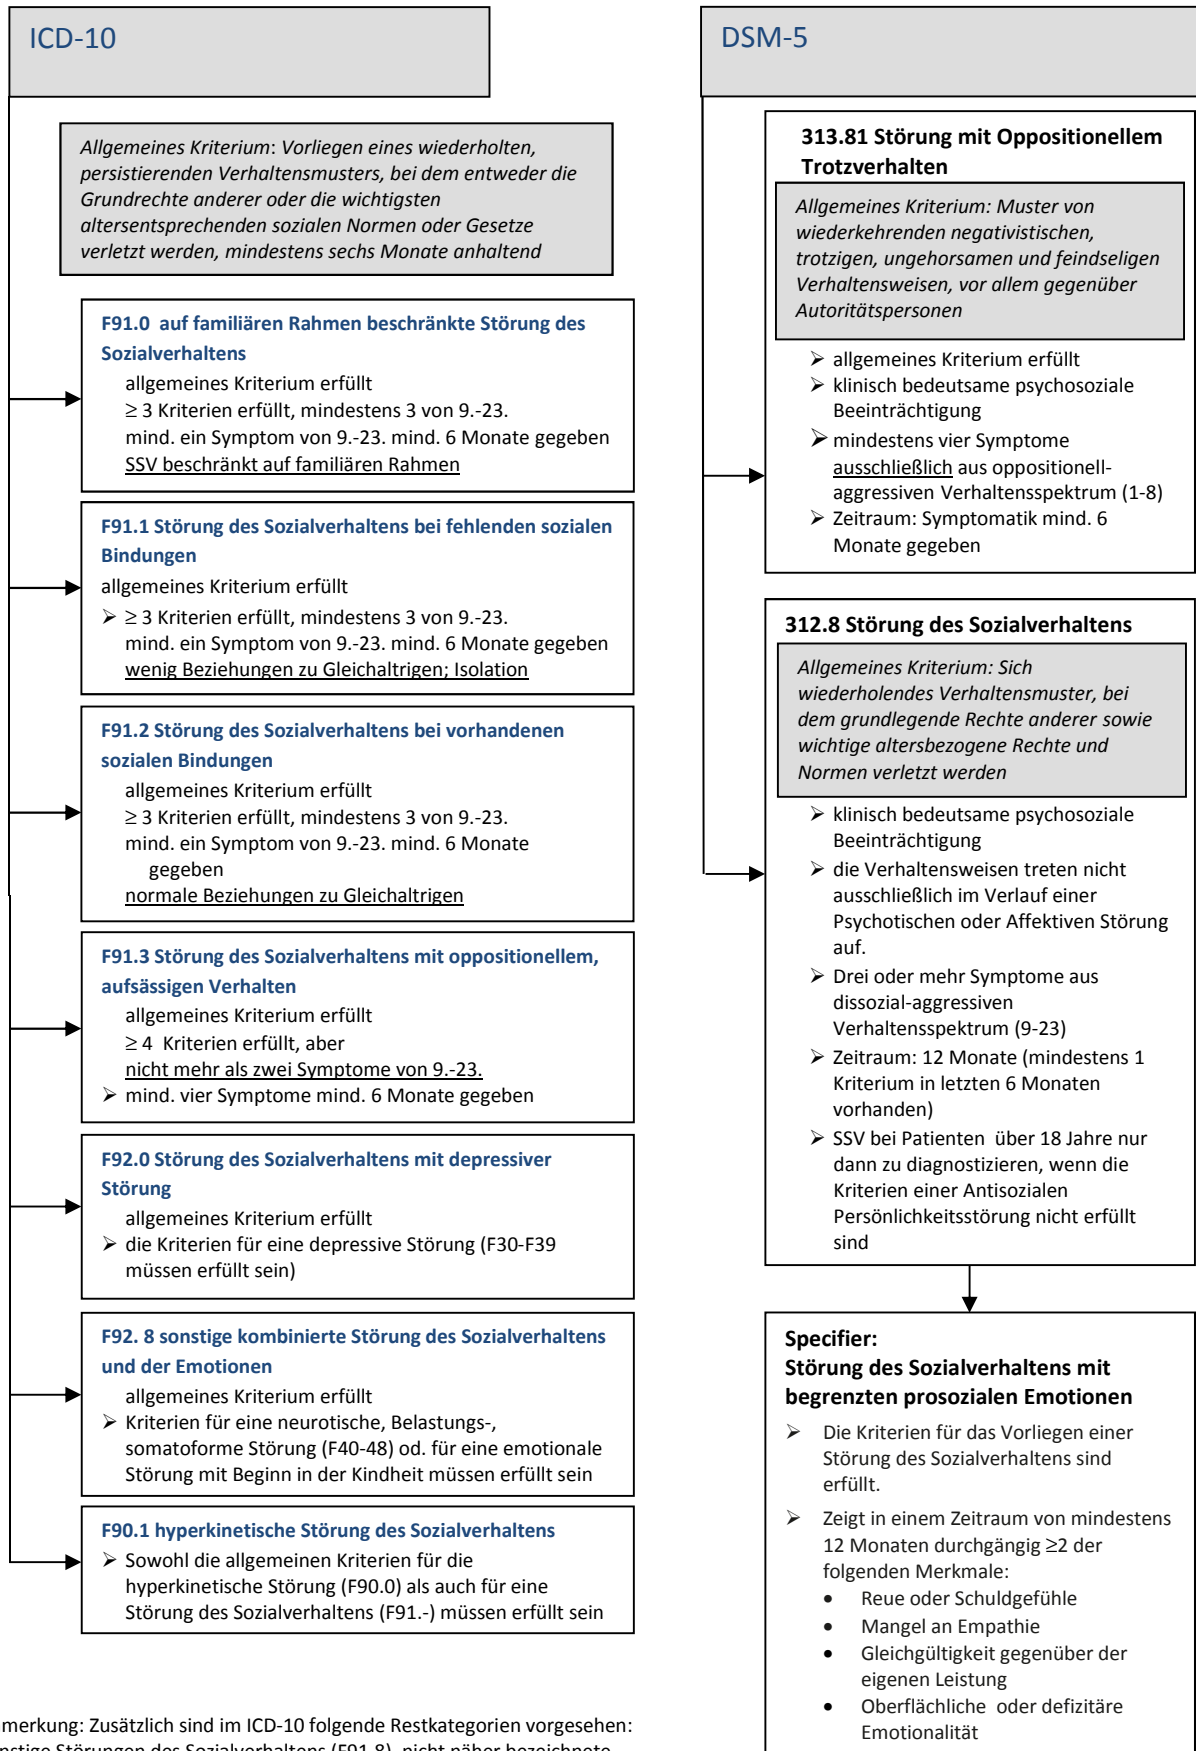 ICD-10
Allgemeines Kriterium: Vorliegen eines wiederholten,
persistierenden Verhaltensmusters, bei dem entweder die
Grundrechte anderer oder die wichtigsten
altersentsprechenden sozialen Normen oder Gesetze
verletzt werden, mindestens sechs Monate anhaltend
F91.0 auf familiären Rahmen beschränkte Störung des
Sozialverhaltens
allgemeines Kriterium erfüllt
≥ 3 Kriterien erfüllt, mindestens 3 von 9.-23.
mind. ein Symptom von 9.-23. mind. 6 Monate gegeben
SSV beschränkt auf familiären Rahmen
F91.1 Störung des Sozialverhaltens bei fehlenden sozialen
Bindungen
allgemeines Kriterium erfüllt
➢ ≥ 3 Kriterien erfüllt, mindestens 3 von 9.-23.
mind. ein Symptom von 9.-23. mind. 6 Monate gegeben
wenig Beziehungen zu Gleichaltrigen; Isolation
F91.2 Störung des Sozialverhaltens bei vorhandenen
sozialen Bindungen
allgemeines Kriterium erfüllt
≥ 3 Kriterien erfüllt, mindestens 3 von 9.-23.
mind. ein Symptom von 9.-23. mind. 6 Monate
gegeben
normale Beziehungen zu Gleichaltrigen
F91.3 Störung des Sozialverhaltens mit oppositionellem,
aufsässigen Verhalten
allgemeines Kriterium erfüllt
≥ 4 Kriterien erfüllt, aber
nicht mehr als zwei Symptome von 9.-23.
➢ mind. vier Symptome mind. 6 Monate gegeben
F92.0 Störung des Sozialverhaltens mit depressiver
Störung
allgemeines Kriterium erfüllt
➢ die Kriterien für eine depressive Störung (F30-F39
müssen erfüllt sein)
F92. 8 sonstige kombinierte Störung des Sozialverhaltens
und der Emotionen
allgemeines Kriterium erfüllt
➢ Kriterien für eine neurotische, Belastungs-,
somatoforme Störung (F40-48) od. für eine emotionale
Störung mit Beginn in der Kindheit müssen erfüllt sein
F90.1 hyperkinetische Störung des Sozialverhaltens
➢ Sowohl die allgemeinen Kriterien für die
hyperkinetische Störung (F90.0) als auch für eine
Störung des Sozialverhaltens (F91.-) müssen erfüllt sein
merkung: Zusätzlich sind im ICD-10 folgende Restkategorien vorgesehen:
nstige Störungen des Sozialverhaltens (F91.8), nicht näher bezeichnete
DSM-5
313.81 Störung mit Oppositionellem
Trotzverhalten
Allgemeines Kriterium: Muster von
wiederkehrenden negativistischen,
trotzigen, ungehorsamen und feindseligen
Verhaltensweisen, vor allem gegenüber
Autoritätspersonen
➢ allgemeines Kriterium erfüllt
➢ klinisch bedeutsame psychosoziale
Beeinträchtigung
➢ mindestens vier Symptome
ausschließlich aus oppositionell-
aggressiven Verhaltensspektrum (1-8)
➢ Zeitraum: Symptomatik mind. 6
Monate gegeben
312.8 Störung des Sozialverhaltens
Allgemeines Kriterium: Sich
wiederholendes Verhaltensmuster, bei
dem grundlegende Rechte anderer sowie
wichtige altersbezogene Rechte und
Normen verletzt werden
➢ klinisch bedeutsame psychosoziale
Beeinträchtigung
➢ die Verhaltensweisen treten nicht
ausschließlich im Verlauf einer
Psychotischen oder Affektiven Störung
auf.
➢ Drei oder mehr Symptome aus
dissozial-aggressiven
Verhaltensspektrum (9-23)
➢ Zeitraum: 12 Monate (mindestens 1
Kriterium in letzten 6 Monaten
vorhanden)
➢ SSV bei Patienten über 18 Jahre nur
dann zu diagnostizieren, wenn die
Kriterien einer Antisozialen
Persönlichkeitsstörung nicht erfüllt
sind
Specifier:
Störung des Sozialverhaltens mit
begrenzten prosozialen Emotionen
➢ Die Kriterien für das Vorliegen einer
Störung des Sozialverhaltens sind
erfüllt.
➢ Zeigt in einem Zeitraum von mindestens
12 Monaten durchgängig ≥2 der
folgenden Merkmale:
• Reue oder Schuldgefühle
• Mangel an Empathie
• Gleichgültigkeit gegenüber der
eigenen Leistung
• Oberflächliche oder defizitäre
Emotionalität